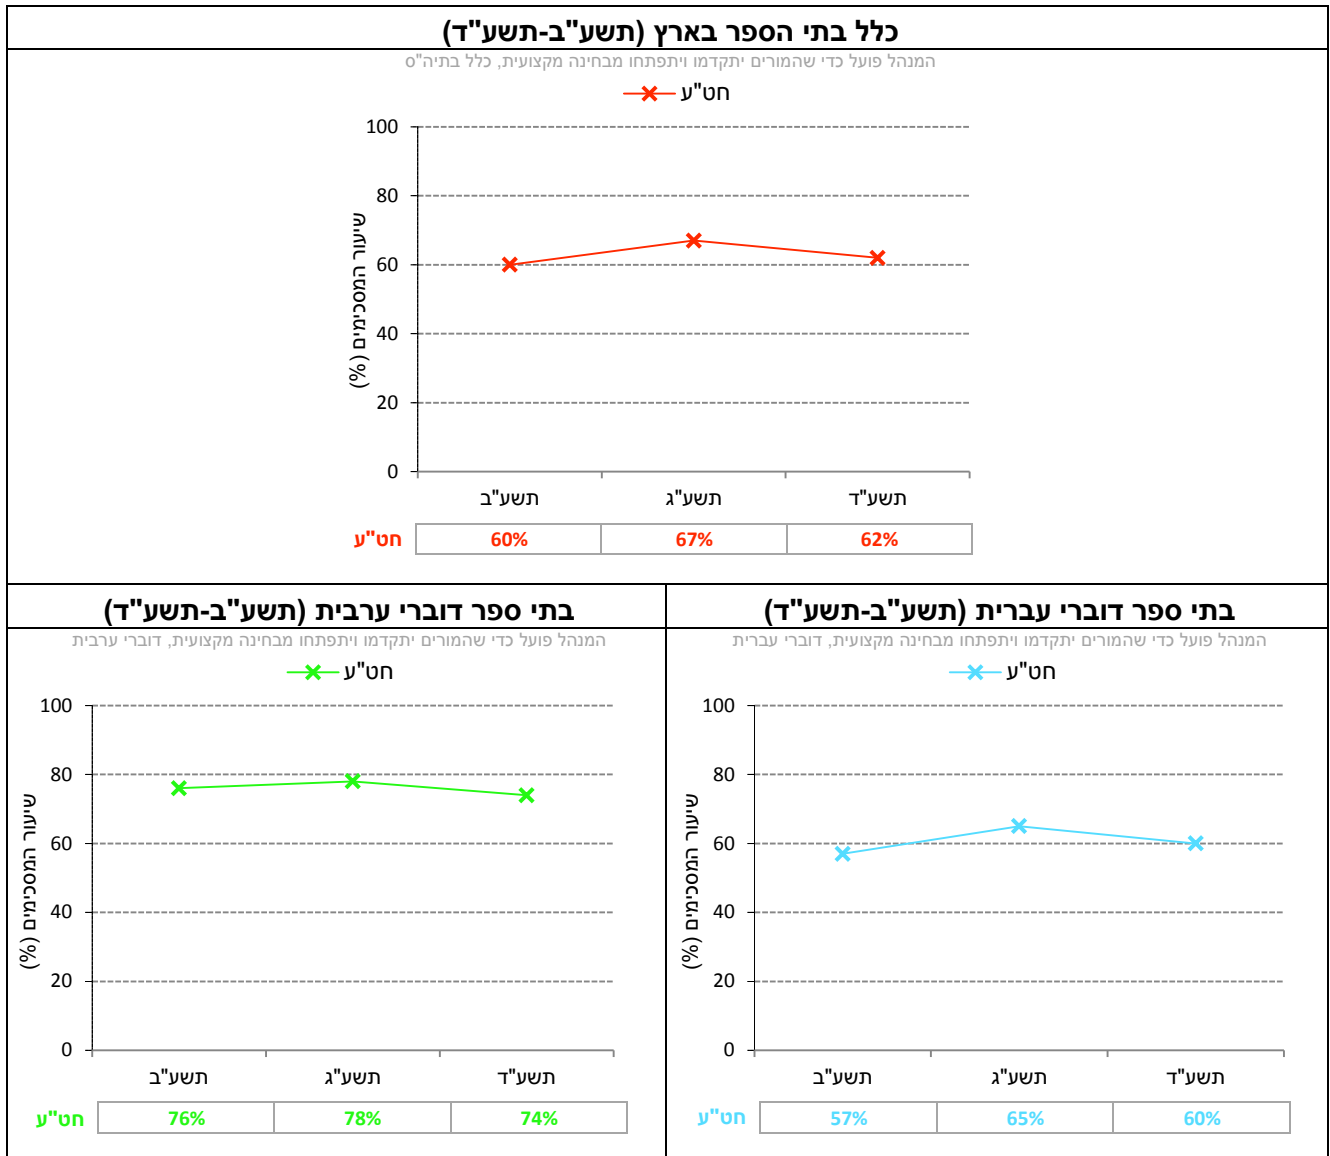 כלל בתי הספר בארץ (תשע"ב-תשע"ד)
המנהל פועל כדי שהמורים יתקדמו ויתפתחו מבחינה מקצועית, כלל בתיה"ס
חט"ע
שיעור המסכימים (%)
100
80
60
40
20
0
תשע"ב תשע"ג תשע"ד
חט"ע 60% 67% 62%
בתי ספר דוברי עברית (תשע"ב-תשע"ד)
המנהל פועל כדי שהמורים יתקדמו ויתפתחו מבחינה מקצועית, דוברי עברית
חט"ע
שיעור המסכימים (%)
100
80
60
40
20
0
תשע"ב תשע"ג תשע"ד
חט"ע 57% 65% 60%
בתי ספר דוברי ערבית (תשע"ב-תשע"ד)
המנהל פועל כדי שהמורים יתקדמו ויתפתחו מבחינה מקצועית, דוברי ערבית
חט"ע
שיעור המסכימים (%)
100
80
60
40
20
0
תשע"ב תשע"ג תשע"ד
חט"ע 76% 78% 74%